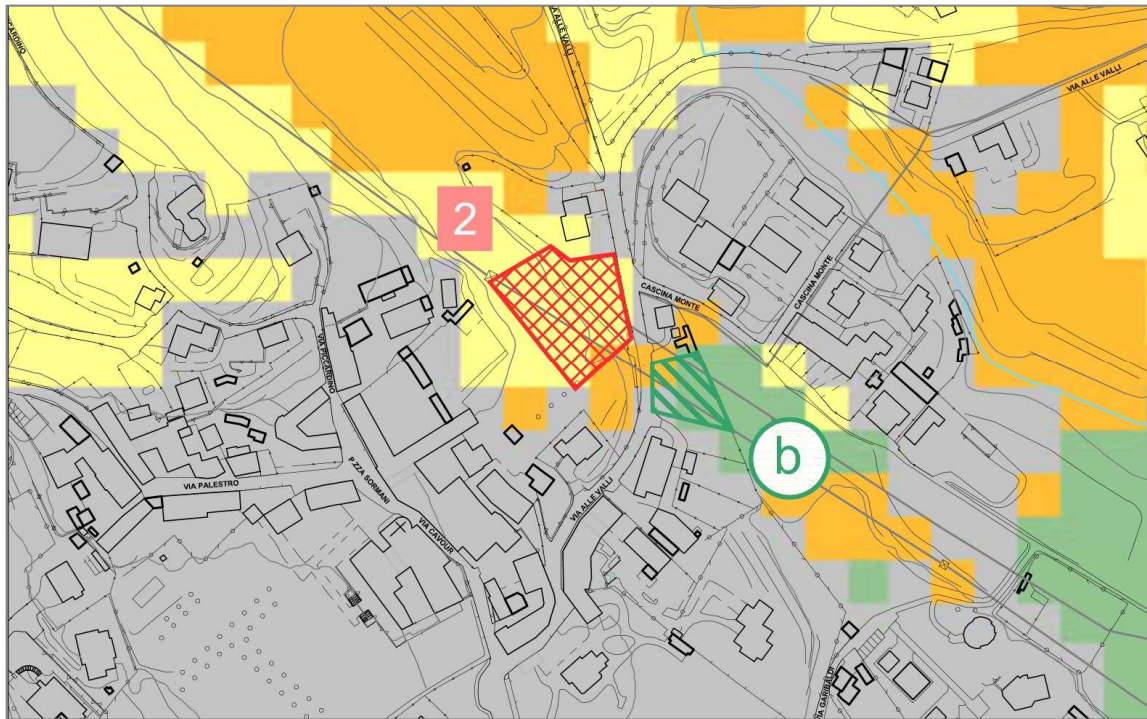 CCARDINO
VIA ALLE VALLI
VIA ALLE VALLI
2
CASCINA MONTE
CASCINA MONTE
VIA PICCARDINO
b
VIA PALESTRO
P.ZZA SORMANI
VIA ALLE VALLI
VIA CAVOUR
VIA GARIBALDI